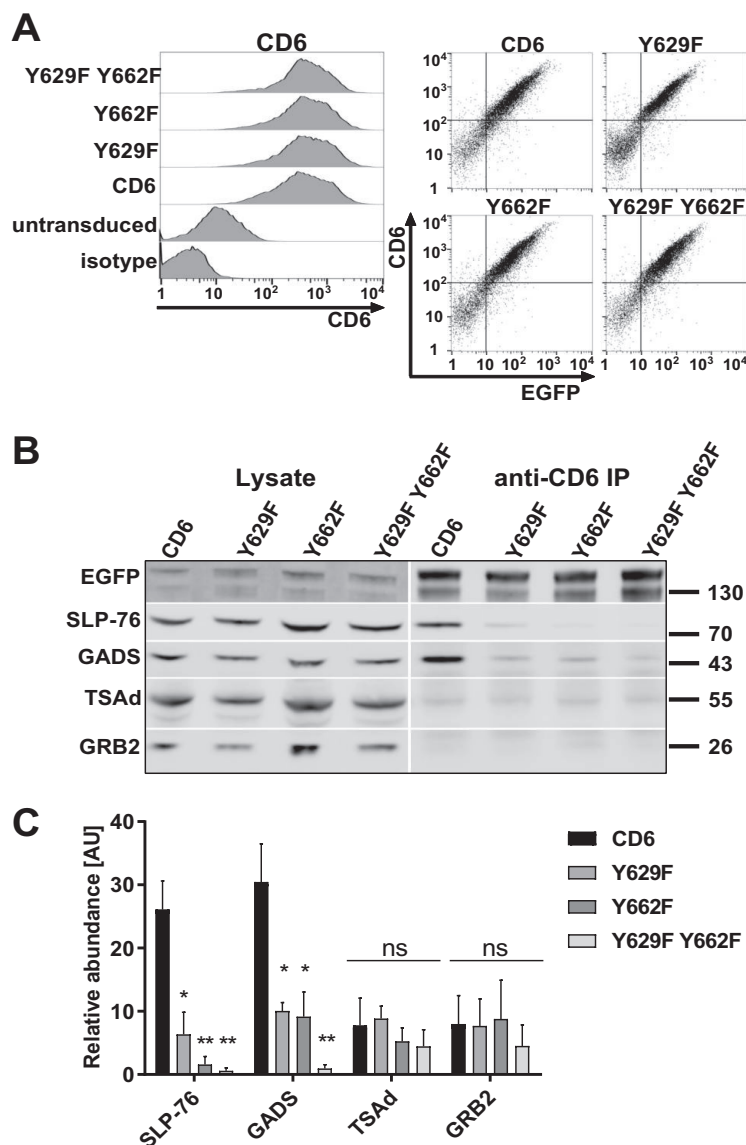 A
CD6
Y629F Y662F
Y662F
Y629F
CD6
untransduced
isotype
1 10 10² 10³ 10⁴
CD6
CD6 Y629F
10⁴
10³
10²
10
1
Y662F Y629F Y662F
10⁴
10³
10²
10
1
1 10 10² 10³ 10⁴ 1 10 10² 10³ 10⁴
CD6
EGFP
B
Lysate anti-CD6 IP
CD6 Y629F Y662F Y629F Y662F CD6 Y629F Y662F Y629F Y662F
EGFP 130
SLP-76 70
GADS 43
TSAd 55
GRB2 26
C
Relative abundance [AU]
40
30
20
10
0
* ** **
* * **
ns ns
SLP-76 GADS TSAd GRB2
CD6
Y629F
Y662F
Y629F Y662F